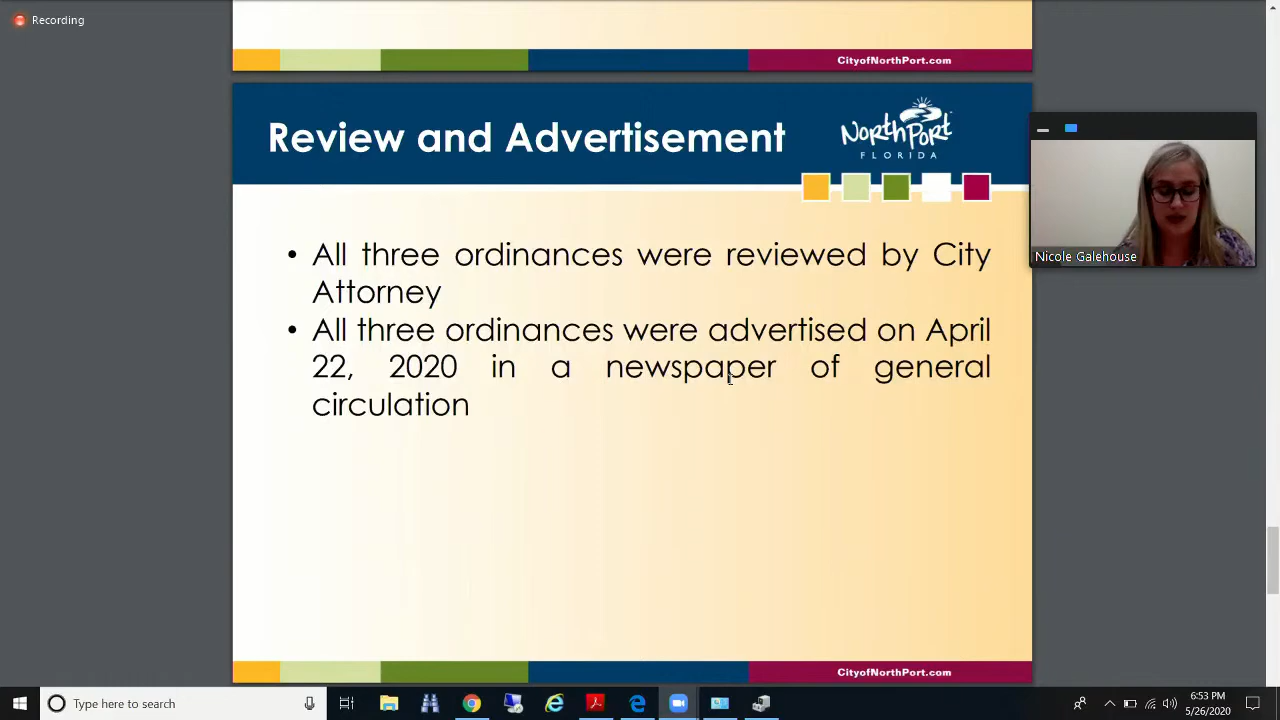 Recording
CityofNorthPort.com
Review and Advertisement
NorthPort
FLORIDA
• All three ordinances were reviewed by City
Attorney
• All three ordinances were advertised on April
22, 2020 in a newspaper of general
circulation
Nicole Galehouse
CityofNorthPort.com
Type here to search
6:53 PM
5/26/2020